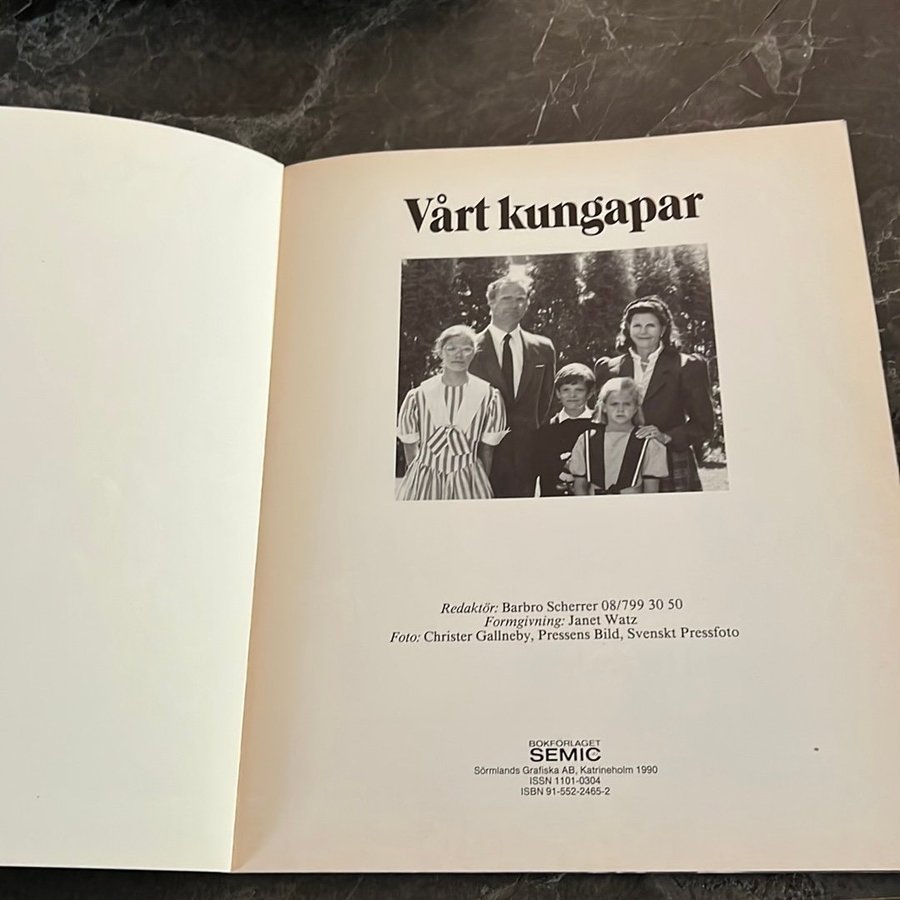 Vårt kungapar
Redaktör: Barbro Scherrer 08/799 30 50
Formgivning: Janet Watz
Foto: Christer Gallneby, Pressens Bild, Svenskt Pressfoto
BOKFÖRLAGET
SEMIC
Sörmlands Grafiska AB, Katrineholm 1990
ISSN 1101-0304
ISBN 91-552-2465-2